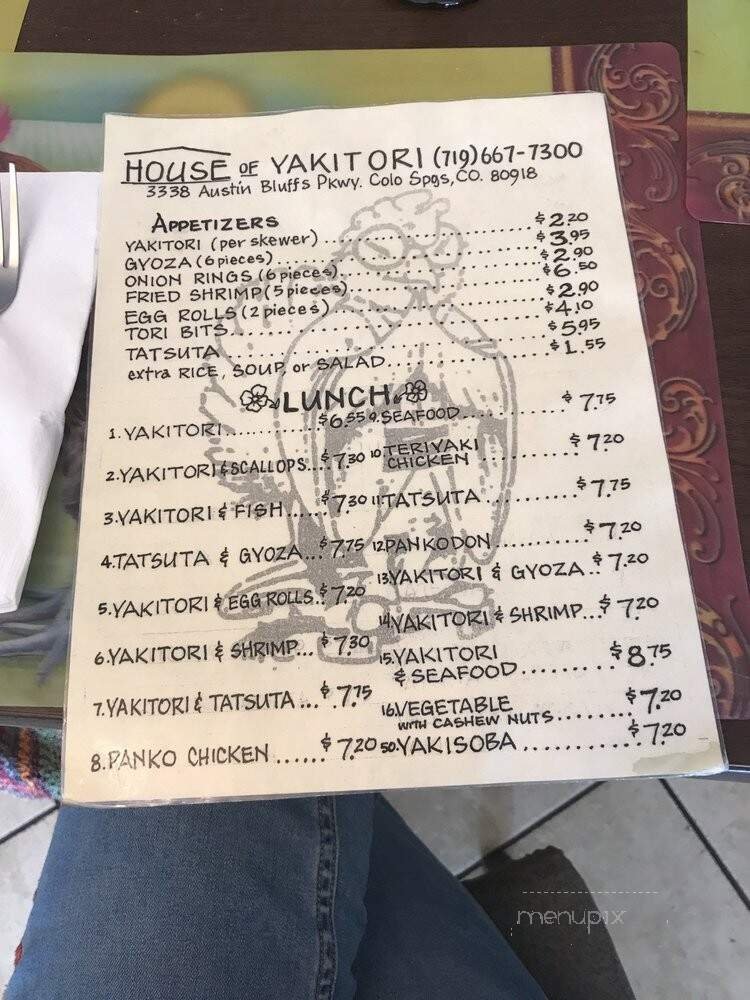 HOUSE OF YAKITORI (719)667-7300
3338 Austin Bluffs Pkwy. Colo Spgs, CO. 80918
APPETIZERS
YAKITORI (per skewer) $2.20
GYOZA (6 pieces) $3.95
ONION RINGS (6 pieces) $2.90
FRIED SHRIMP (5 pieces) $6.50
EGG ROLLS (2 pieces) $2.90
TORI BITS $4.10
TATSUTA $5.95
extra RICE, SOUP, or SALAD $1.55
LUNCH
1. YAKITORI $6.55
2. YAKITORI & SCALLOPS $7.30
3. YAKITORI & FISH $7.30
4. TATSUTA & GYOZA $7.75
5. YAKITORI & EGG ROLLS $7.20
6. YAKITORI & SHRIMP $7.30
7. YAKITORI & TATSUTA $7.75
8. PANKO CHICKEN $7.20
9. SEAFOOD $7.75
10. TERIYAKI
CHICKEN $7.20
11. TATSUTA $7.75
12. PANKODON $7.20
13. YAKITORI & GYOZA $7.20
14. YAKITORI & SHRIMP $7.20
15. YAKITORI
& SEAFOOD $8.75
16. VEGETABLE
WITH CASHEW NUTS $7.20
50. YAKISOBA $7.20
menupix